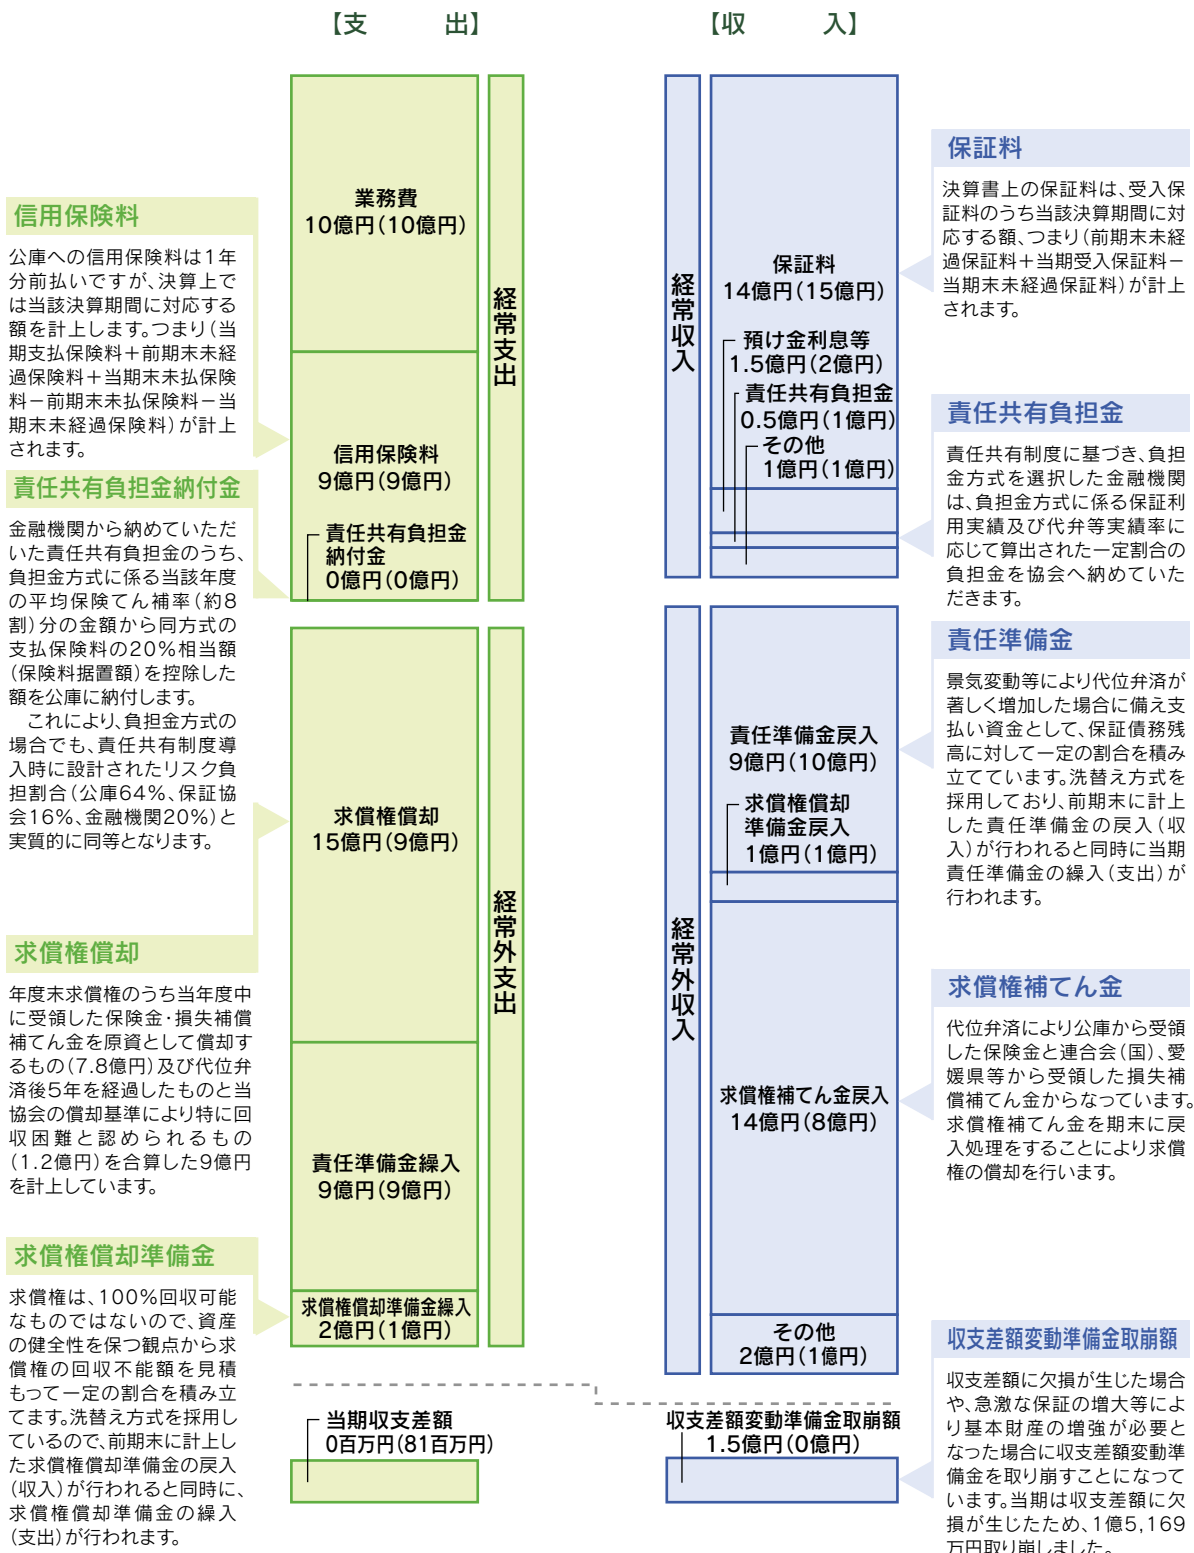 【支　出】
【収　入】
信用保険料
公庫への信用保険料は1年
分前払いですが、決算上で
は当該決算期間に対応する
額を計上します。つまり（当
期支払保険料＋前期末未経
過保険料＋当期末未払保険
料－前期末未払保険料－当
期末未経過保険料）が計上
されます。
責任共有負担金納付金
金融機関から納めていただ
いた責任共有負担金のうち、
負担金方式に係る当該年度
の平均保険てん補率（約8
割）分の金額から同方式の
支払保険料の20％相当額
（保険料据置額）を控除した
額を公庫に納付します。
　これにより、負担金方式の
場合でも、責任共有制度導
入時に設計されたリスク負
担割合（公庫64％、保証協
会16％、金融機関20％）と
実質的に同等となります。
求償権償却
年度末求償権のうち当年度中
に受領した保険金・損失補償
補てん金を原資として償却す
るもの（7.8億円）及び代位弁
済後5年を経過したものと当
協会の償却基準により特に回
収困難と認められるもの
（1.2億円）を合算した9億円
を計上しています。
求償権償却準備金
求償権は、100％回収可能
なものではないので、資産
の健全性を保つ観点から求
償権の回収不能額を見積
もって一定の割合を積み立
てます。洗替え方式を採用し
ているので、前期末に計上し
た求償権償却準備金の戻入
（収入）が行われると同時に、
求償権償却準備金の繰入
（支出）が行われます。
業務費
10億円（10億円）
信用保険料
9億円（9億円）
責任共有負担金
納付金
0億円（0億円）
経常支出
求償権償却
15億円（9億円）
責任準備金繰入
9億円（9億円）
求償権償却準備金繰入
2億円（1億円）
経常外支出
当期収支差額
0百万円（81百万円）
経常収入
保証料
14億円（15億円）
預け金利息等
1.5億円（2億円）
責任共有負担金
0.5億円（1億円）
その他
1億円（1億円）
経常外収入
責任準備金戻入
9億円（10億円）
求償権償却
準備金戻入
1億円（1億円）
求償権補てん金戻入
14億円（8億円）
その他
2億円（1億円）
収支差額変動準備金取崩額
1.5億円（0億円）
保証料
決算書上の保証料は、受入保
証料のうち当該決算期間に対
応する額、つまり（前期末未経
過保証料＋当期受入保証料－
当期末未経過保証料）が計上
されます。
責任共有負担金
責任共有制度に基づき、負担
金方式を選択した金融機関
は、負担金方式に係る保証利
用実績及び代弁等実績率に
応じて算出された一定割合の
負担金を協会へ納めていた
だきます。
責任準備金
景気変動等により代位弁済が
著しく増加した場合に備え支
払い資金として、保証債務残
高に対して一定の割合を積み
立てています。洗替え方式を
採用しており、前期末に計上
した責任準備金の戻入（収
入）が行われると同時に当期
責任準備金の繰入（支出）が
行われます。
求償権補てん金
代位弁済により公庫から受領
した保険金と連合会（国）、愛
媛県等から受領した損失補
償補てん金からなっています。
求償権補てん金を期末に戻
入処理をすることにより求償
権の償却を行います。
収支差額変動準備金取崩額
収支差額に欠損が生じた場合
や、急激な保証の増大等によ
り基本財産の増強が必要と
なった場合に収支差額変動準
備金を取り崩すことになって
います。当期は収支差額に欠
損が生じたため、1億5,169
万円取り崩しました。